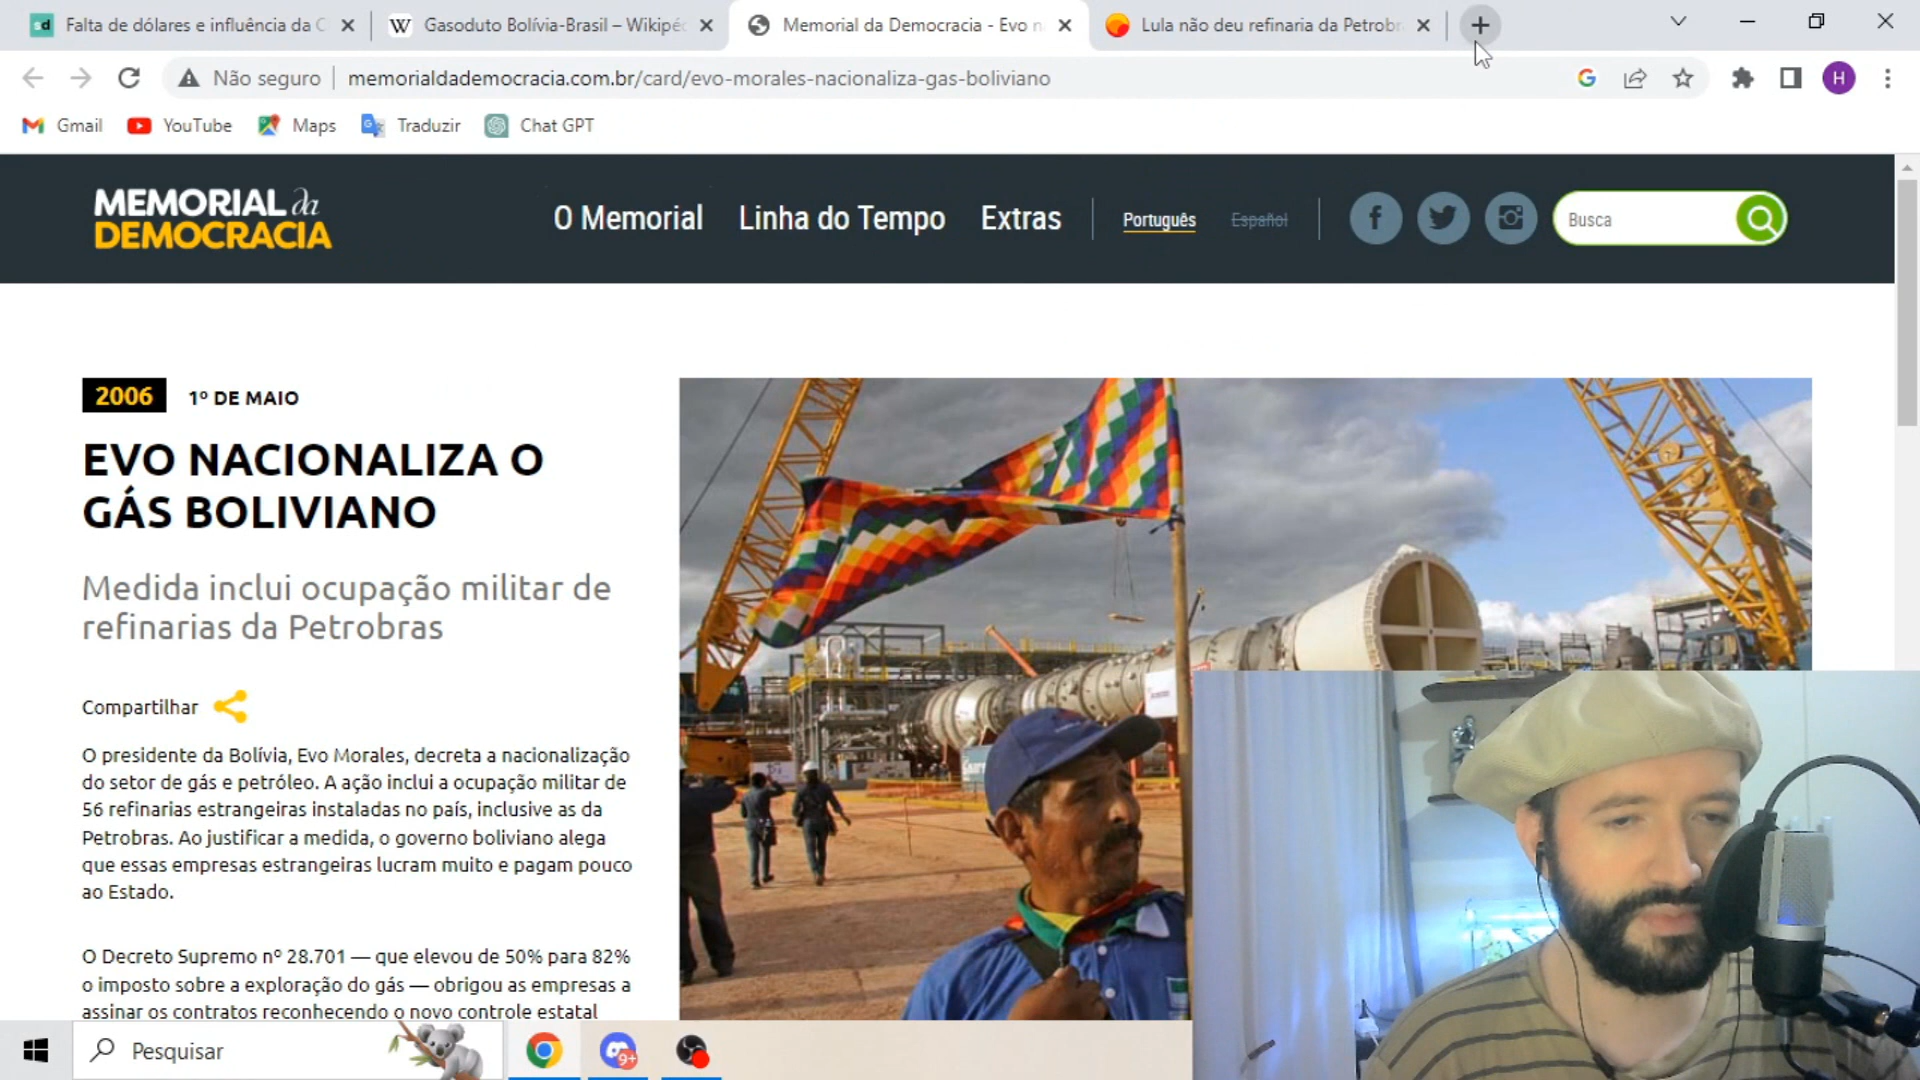 sd Falta de dólares e influência da C
W Gasoduto Bolívia-Brasil – Wikipéd
Memorial da Democracia - Evo n
Lula não deu refinaria da Petrobr
Não seguro
memorialdademocracia.com.br/card/evo-morales-nacionaliza-gas-boliviano
G
H
Gmail
YouTube
Maps
Traduzir
Chat GPT
MEMORIAL da
DEMOCRACIA
O Memorial
Linha do Tempo
Extras
Português
Español
Busca
2006
1º DE MAIO
EVO NACIONALIZA O
GÁS BOLIVIANO
Medida inclui ocupação militar de
refinarias da Petrobras
Compartilhar
O presidente da Bolívia, Evo Morales, decreta a nacionalização
do setor de gás e petróleo. A ação inclui a ocupação militar de
56 refinarias estrangeiras instaladas no país, inclusive as da
Petrobras. Ao justificar a medida, o governo boliviano alega
que essas empresas estrangeiras lucram muito e pagam pouco
ao Estado.
O Decreto Supremo nº 28.701 — que elevou de 50% para 82%
o imposto sobre a exploração do gás — obrigou as empresas a
assinar os contratos reconhecendo o novo controle estatal
Pesquisar
9+